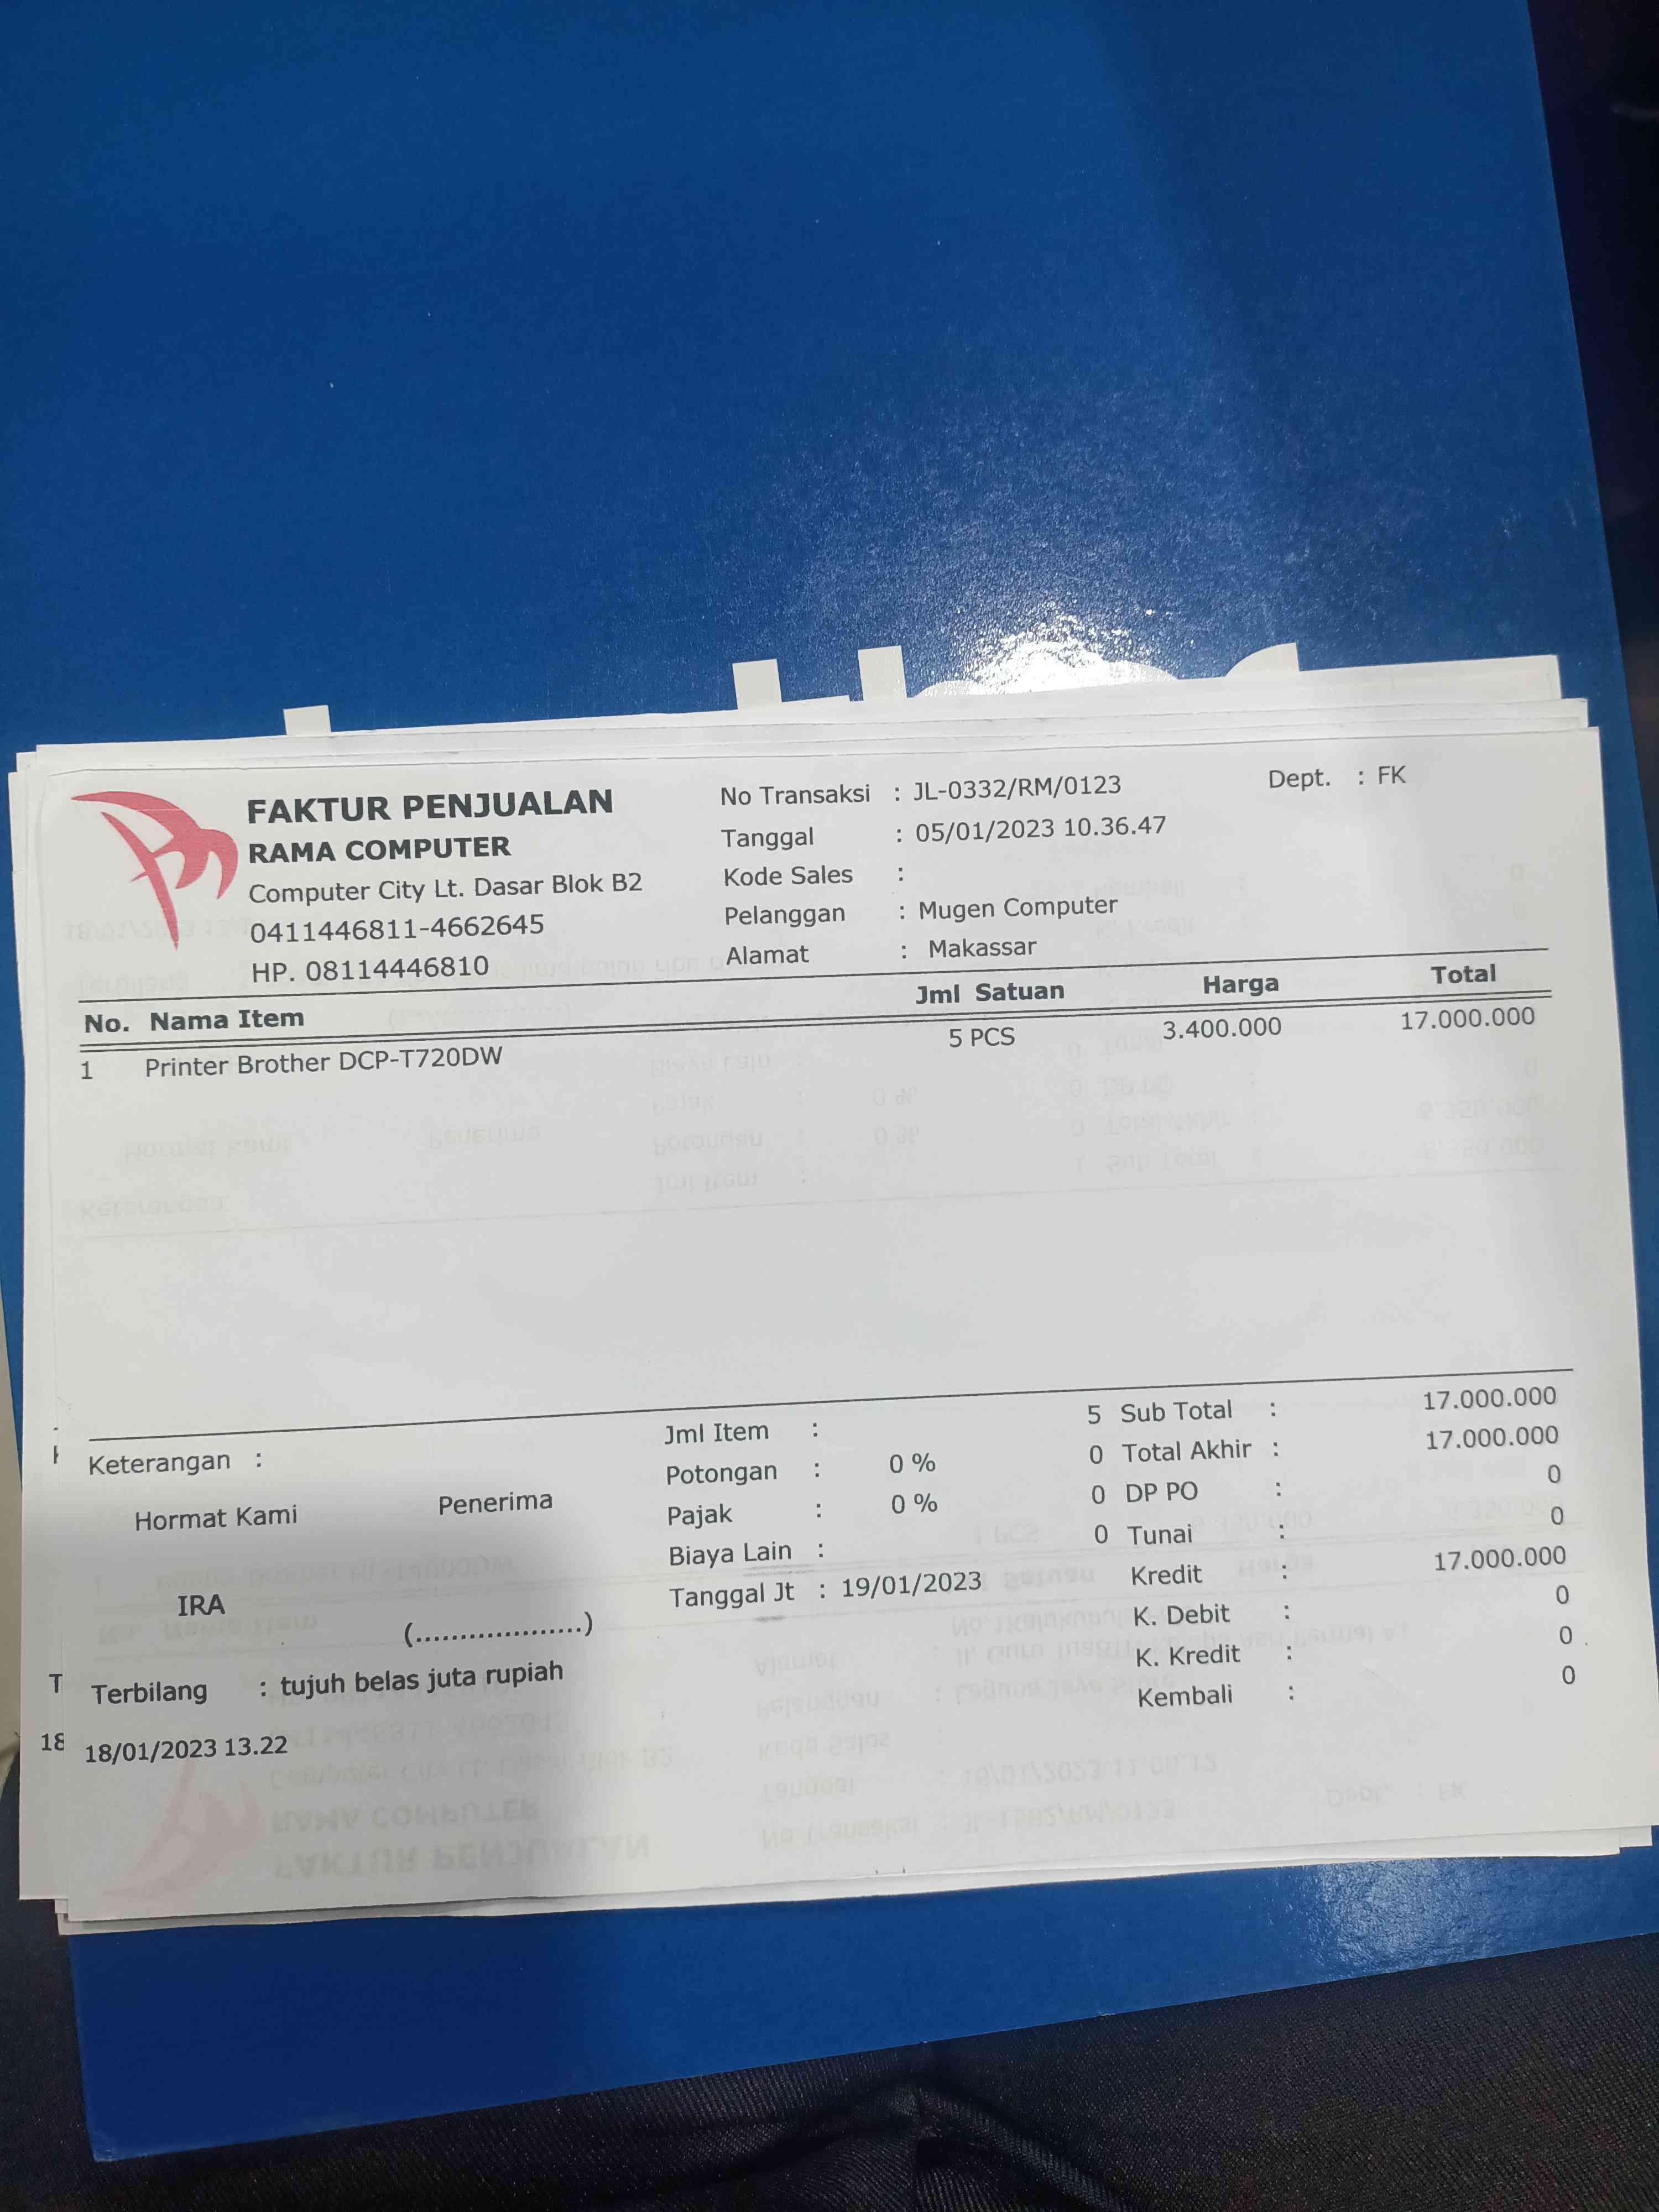 FAKTUR PENJUALAN
RAMA COMPUTER
Computer City Lt. Dasar Blok B2
0411446811-4662645
HP. 08114446810
No Transaksi : JL-0332/RM/0123
Tanggal : 05/01/2023 10.36.47
Kode Sales :
Pelanggan : Mugen Computer
Alamat : Makassar
Dept. : FK
No. Nama Item Jml Satuan Harga Total
1 Printer Brother DCP-T720DW 5 PCS 3.400.000 17.000.000
Keterangan :
Hormat Kami Penerima
IRA
(...................)
Terbilang : tujuh belas juta rupiah
18/01/2023 13.22
Jml Item : 5
Potongan : 0 % 0
Pajak : 0 % 0
Biaya Lain : 0
Tanggal Jt : 19/01/2023
Sub Total : 17.000.000
Total Akhir : 17.000.000
DP PO : 0
Tunai : 0
Kredit : 17.000.000
K. Debit : 0
K. Kredit : 0
Kembali : 0
T
18